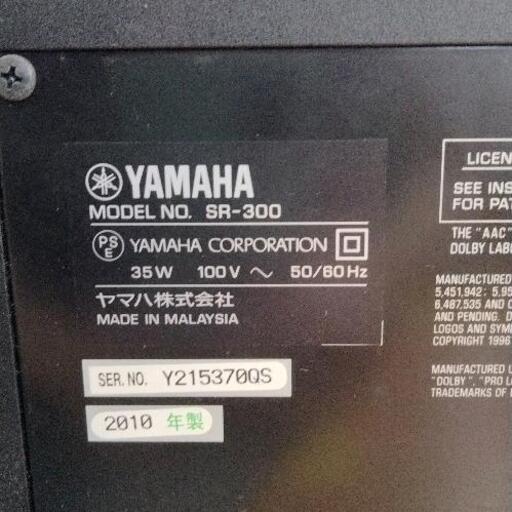 YAMAHA
MODEL NO. SR-300
PS E YAMAHA CORPORATION
35W 100V ～ 50/60Hz
ヤマハ株式会社
MADE IN MALAYSIA
SER. NO. Y215370QS
2010 年製
LICEN
SEE INS
FOR PAT
THE "AAC"
DOLBY LAB
MANUFACTURED
5,451,942; 5,95
6,487,535 AND C
AND PENDING. D
LOGOS AND SYM
COPYRIGHT 1996
MANUFACTURED U
"DOLBY", "PRO L
TRADEMARKS OF D